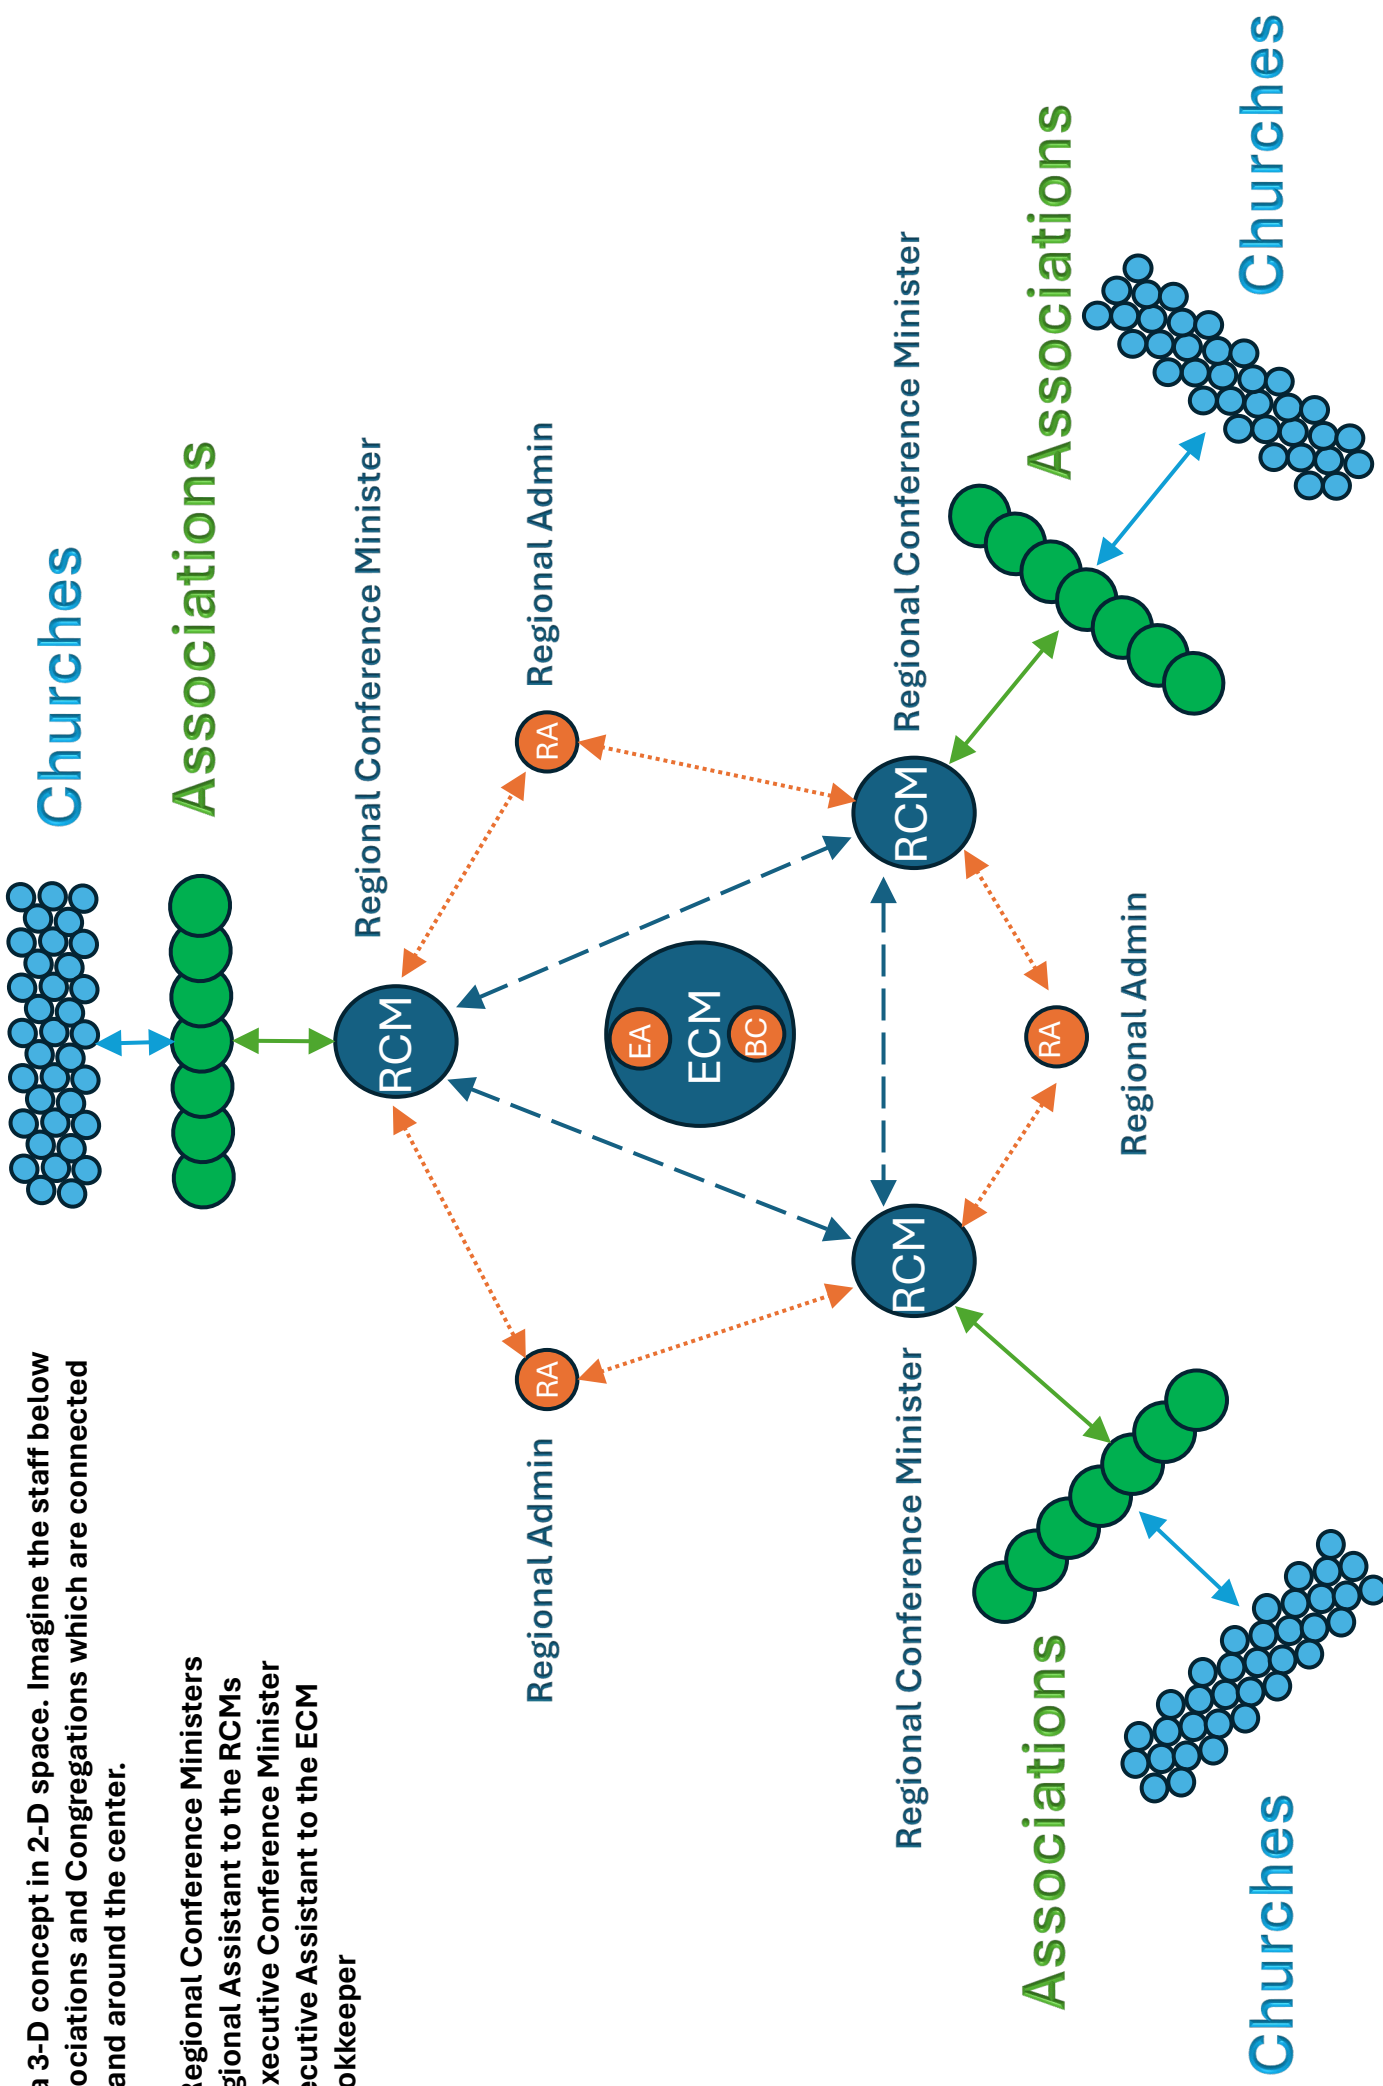 a 3-D concept in 2-D space. Imagine the staff below
ociations and Congregations which are connected
and around the center.
Regional Conference Ministers
gional Assistant to the RCMs
xecutive Conference Minister
ecutive Assistant to the ECM
okkeeper
Churches
Associations
Regional Conference Minister
RCM
Regional Admin
RA
RA
Regional Admin
EA
ECM
BC
Regional Conference Minister
RCM
RCM
Regional Conference Minister
Associations
RA
Associations
Regional Admin
Churches
Churches